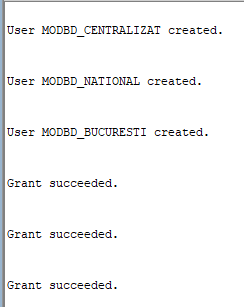 User MODBD_CENTRALIZAT created.
User MODBD_NATIONAL created.
User MODBD_BUCURESTI created.
Grant succeeded.
Grant succeeded.
Grant succeeded.